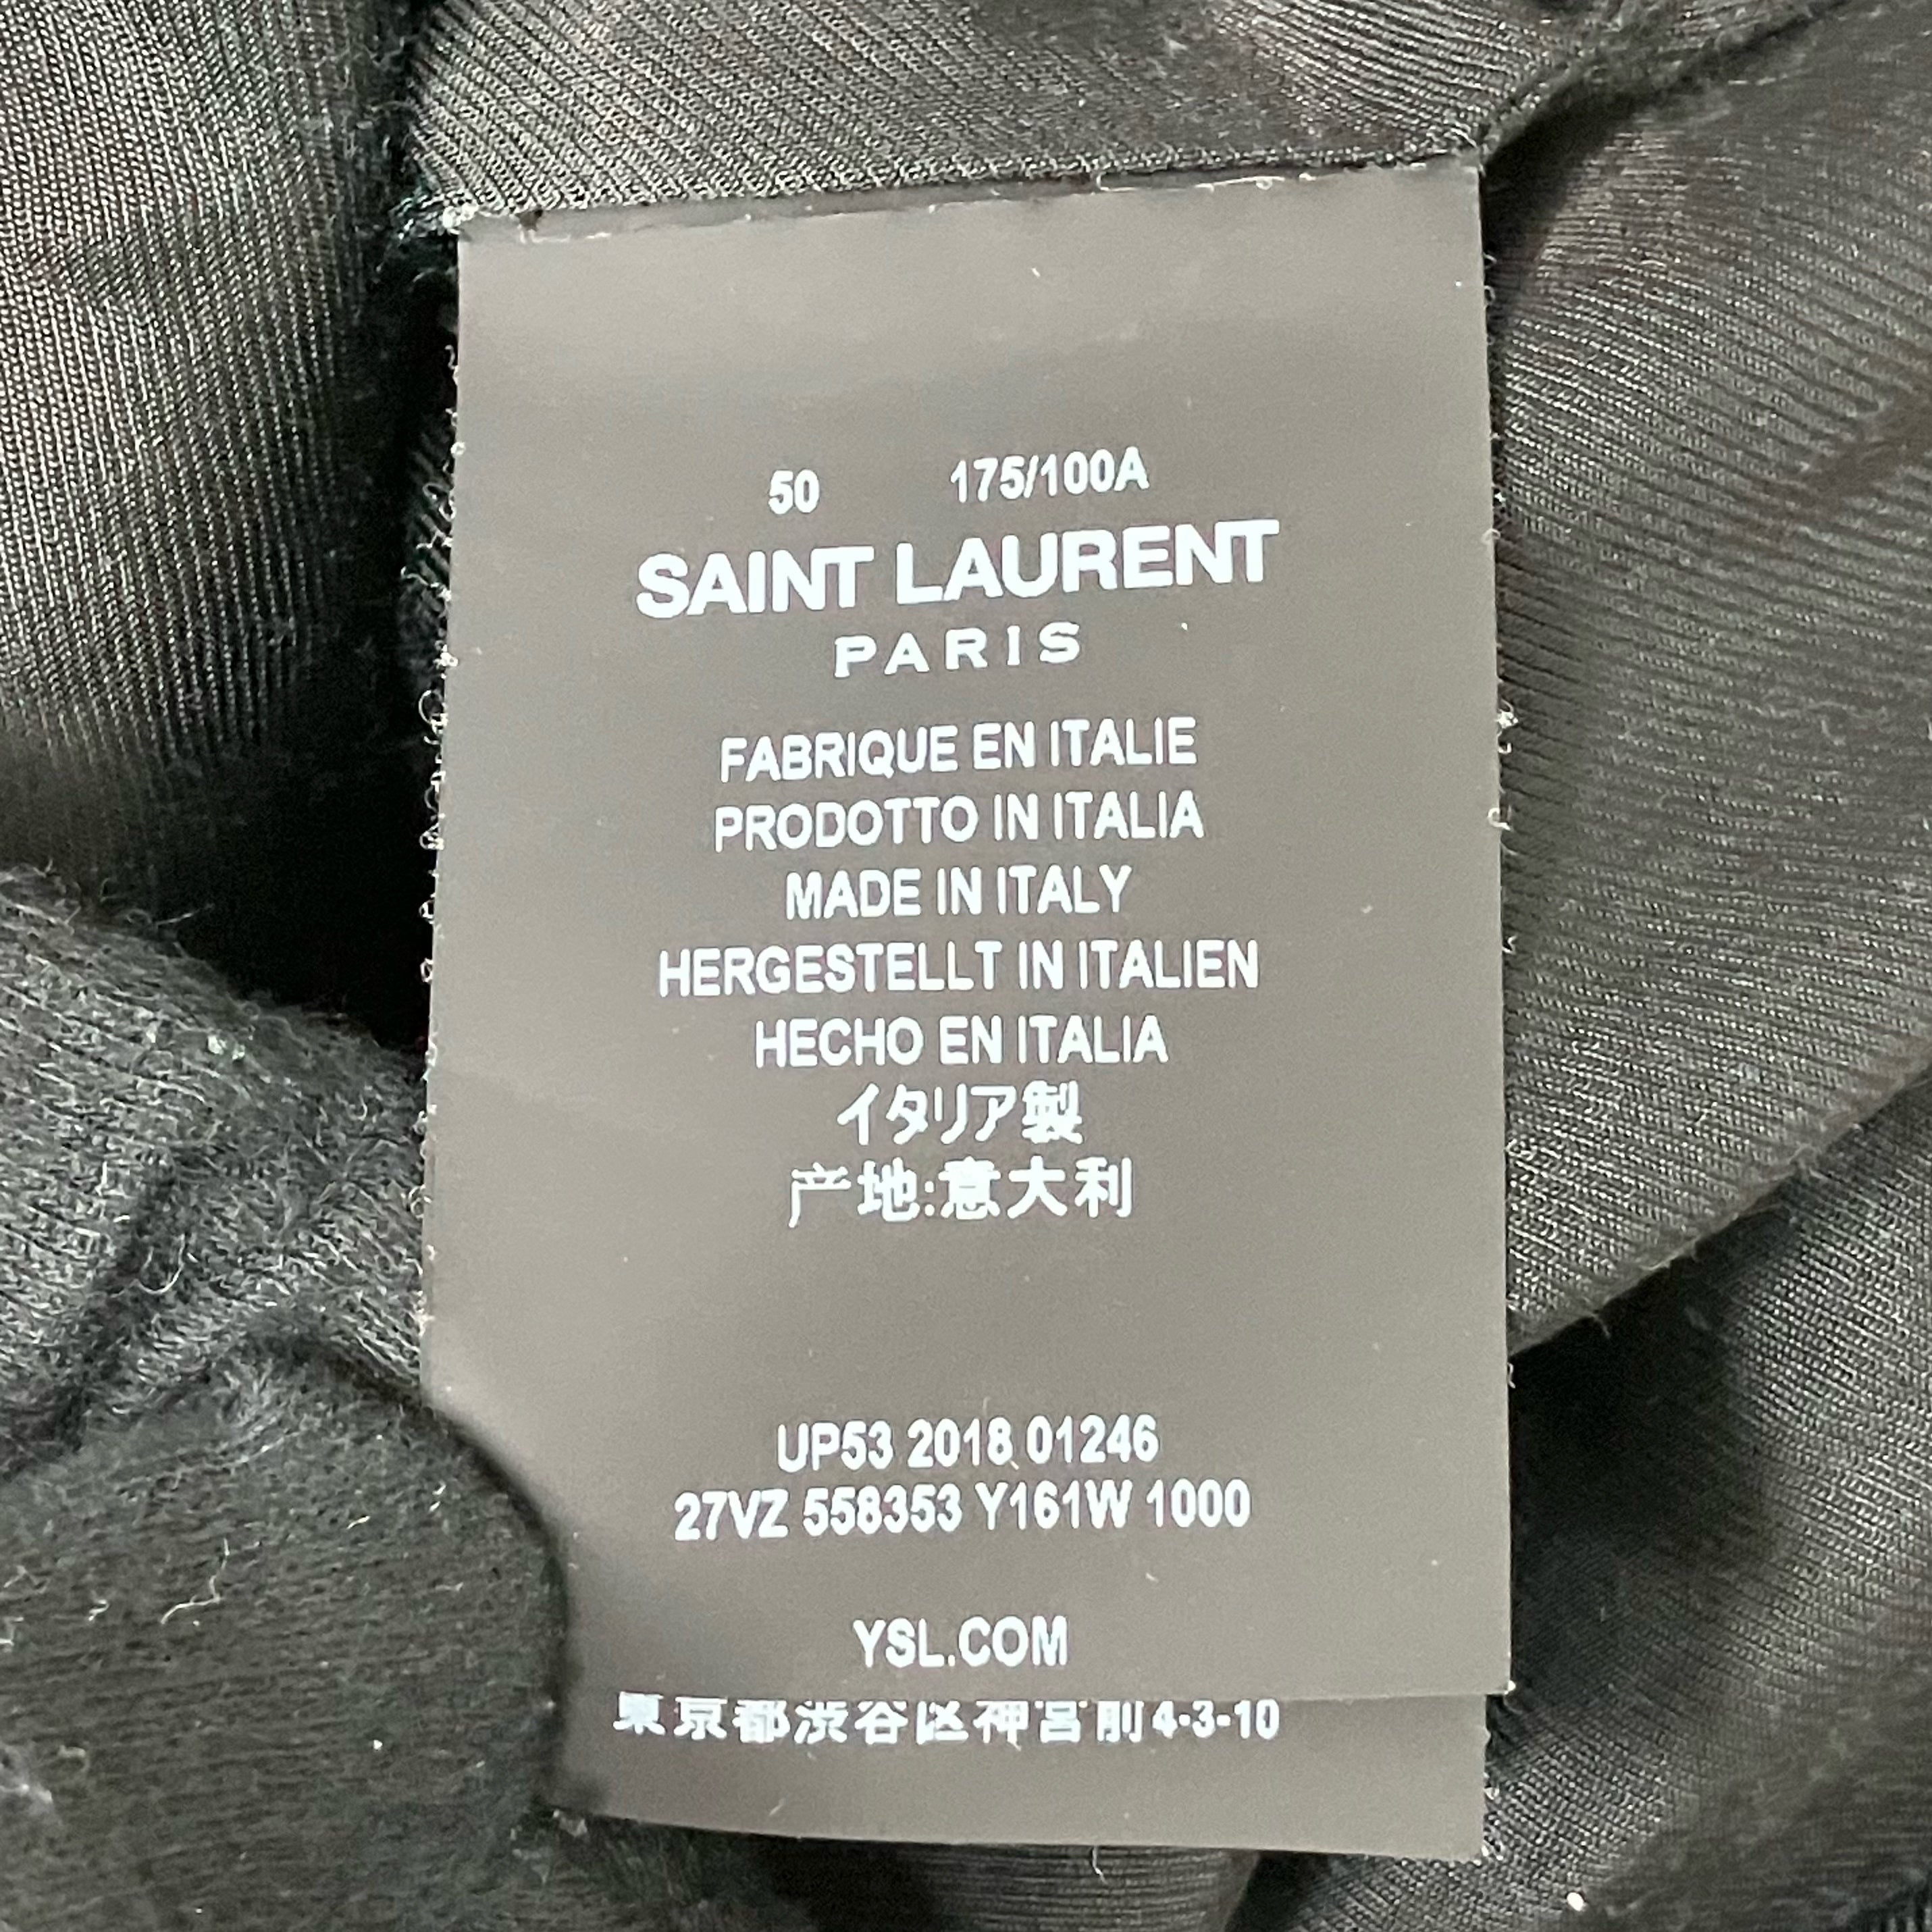 50 175/100A
SAINT LAURENT
PARIS
FABRIQUE EN ITALIE
PRODOTTO IN ITALIA
MADE IN ITALY
HERGESTELLT IN ITALIEN
HECHO EN ITALIA
イタリア製
产地:意大利
UP53 2018 01246
27VZ 558353 Y161W 1000
YSL.COM
東京都渋谷区神宮前4-3-10